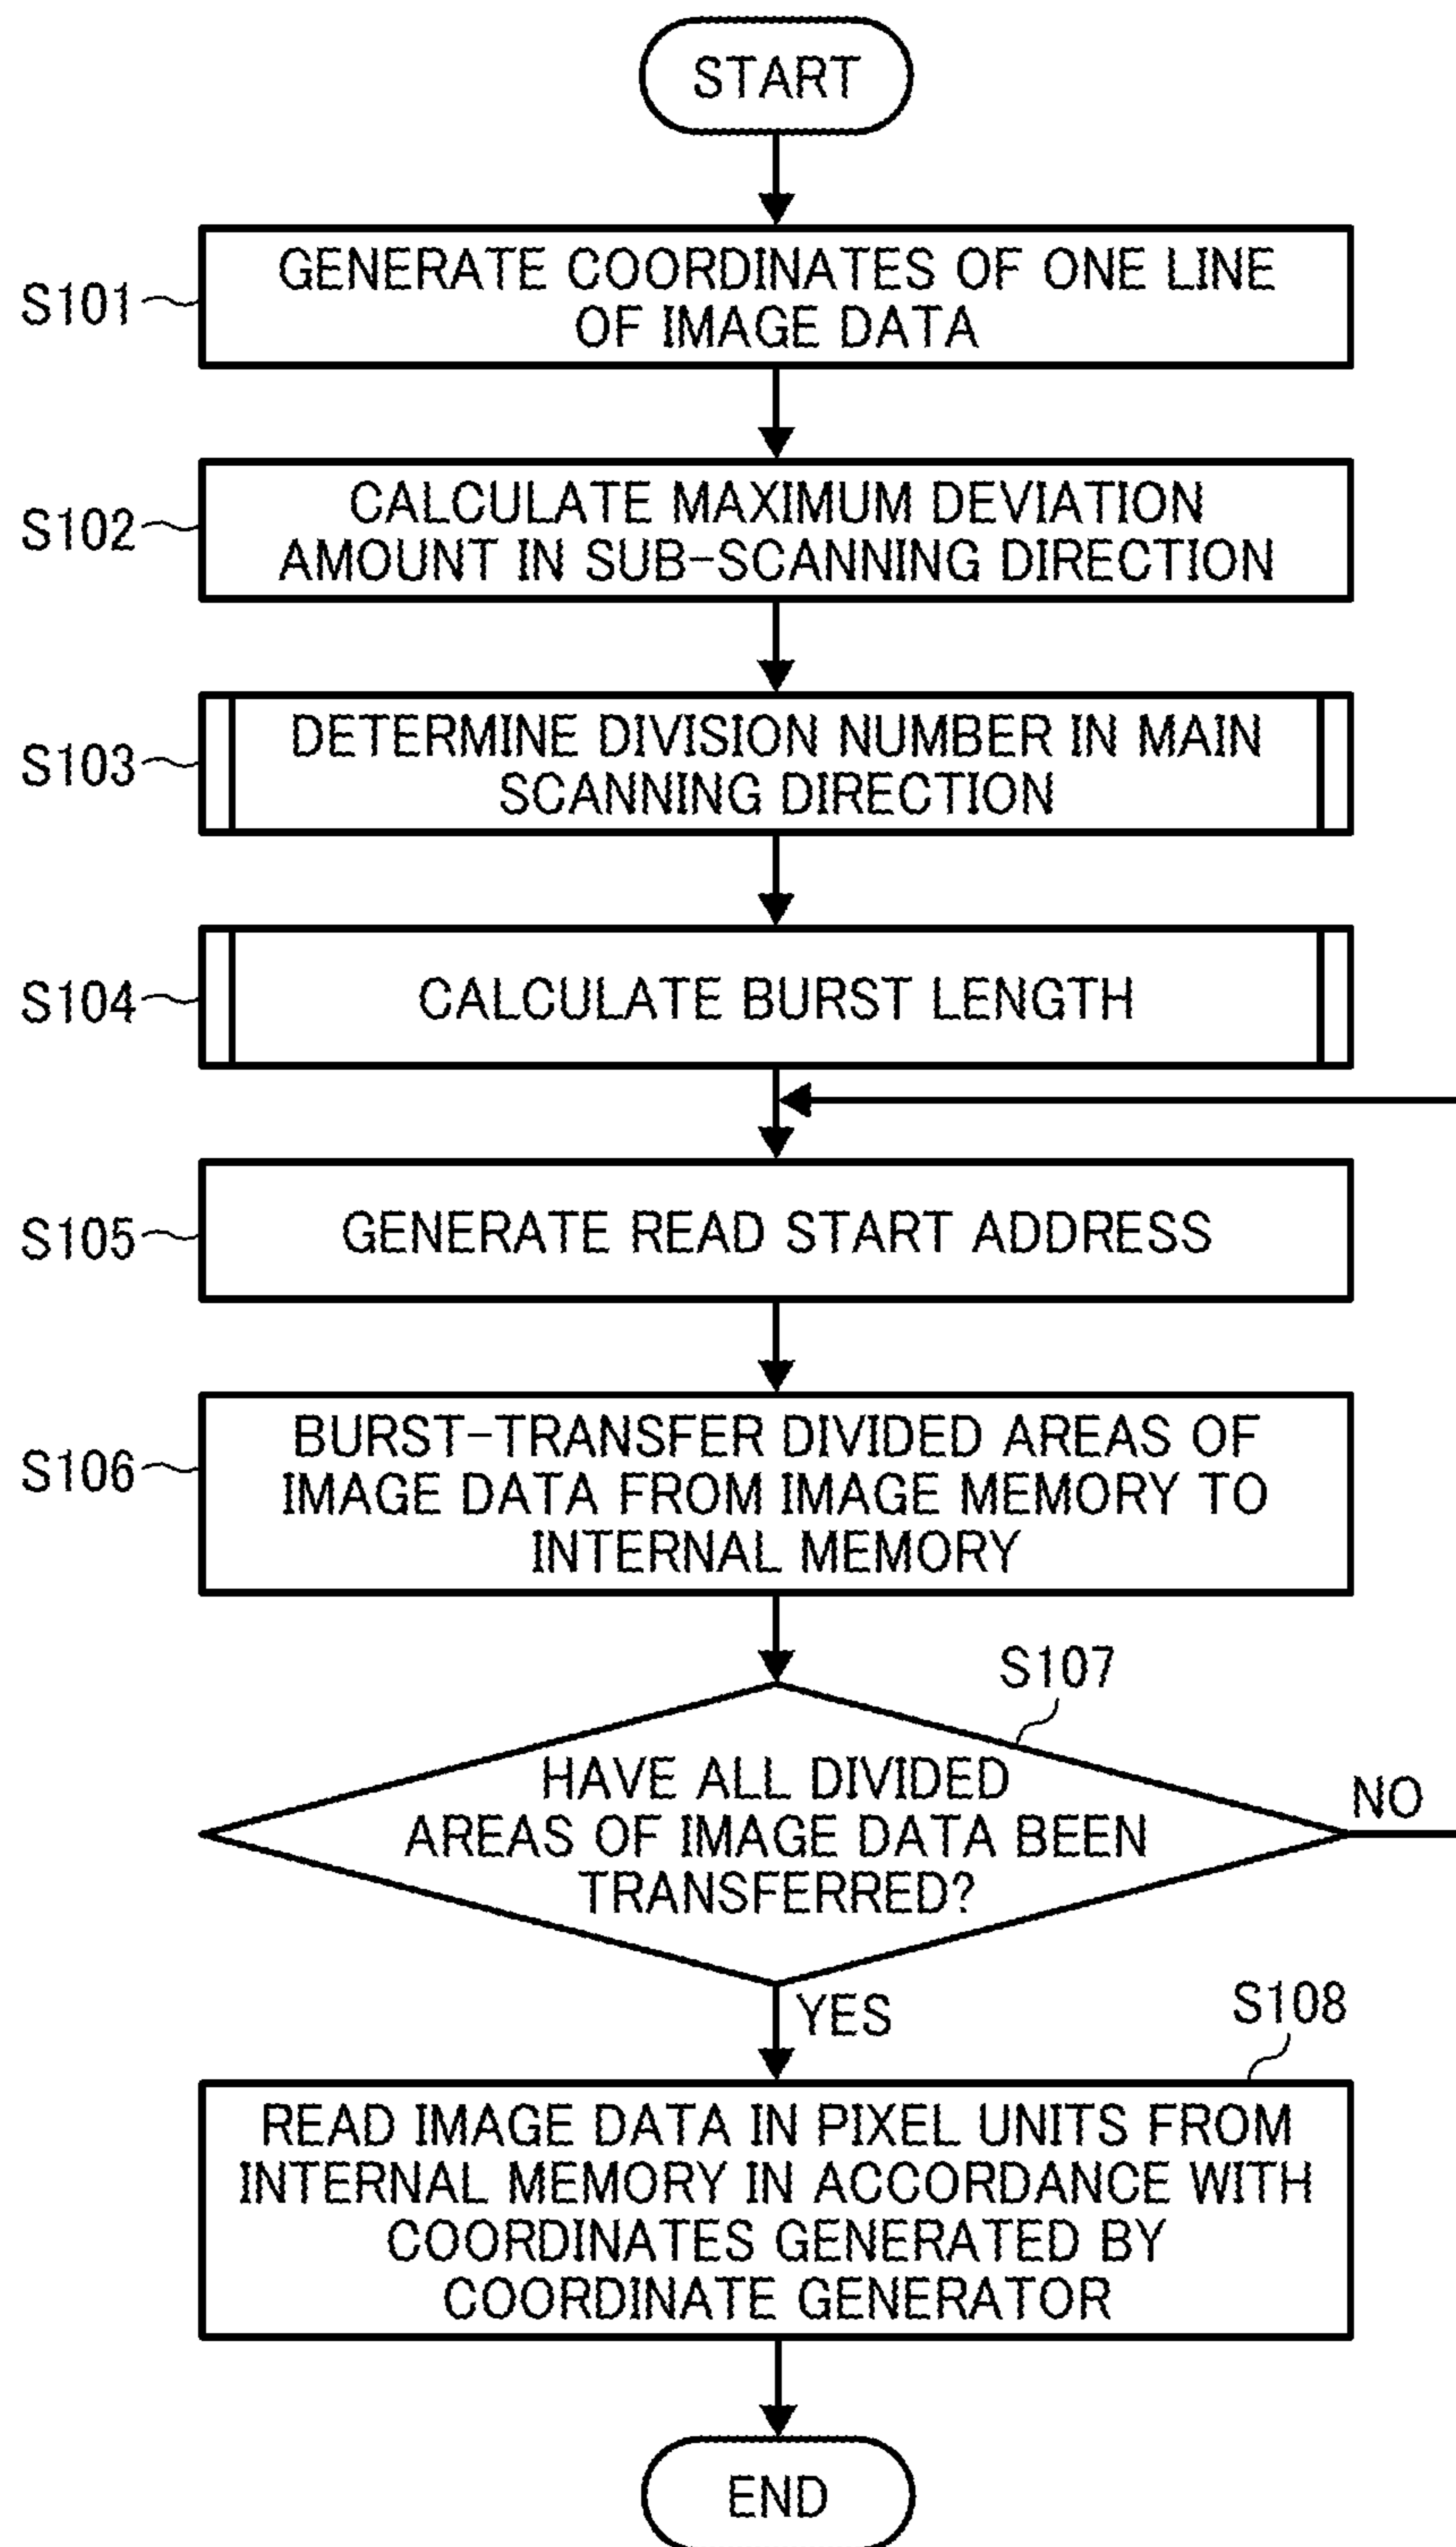 START
S101
GENERATE COORDINATES OF ONE LINE
OF IMAGE DATA
S102
CALCULATE MAXIMUM DEVIATION
AMOUNT IN SUB-SCANNING DIRECTION
S103
DETERMINE DIVISION NUMBER IN MAIN
SCANNING DIRECTION
S104
CALCULATE BURST LENGTH
S105
GENERATE READ START ADDRESS
S106
BURST-TRANSFER DIVIDED AREAS OF
IMAGE DATA FROM IMAGE MEMORY TO
INTERNAL MEMORY
S107
HAVE ALL DIVIDED
AREAS OF IMAGE DATA BEEN
TRANSFERRED?
NO
YES
S108
READ IMAGE DATA IN PIXEL UNITS FROM
INTERNAL MEMORY IN ACCORDANCE WITH
COORDINATES GENERATED BY
COORDINATE GENERATOR
END